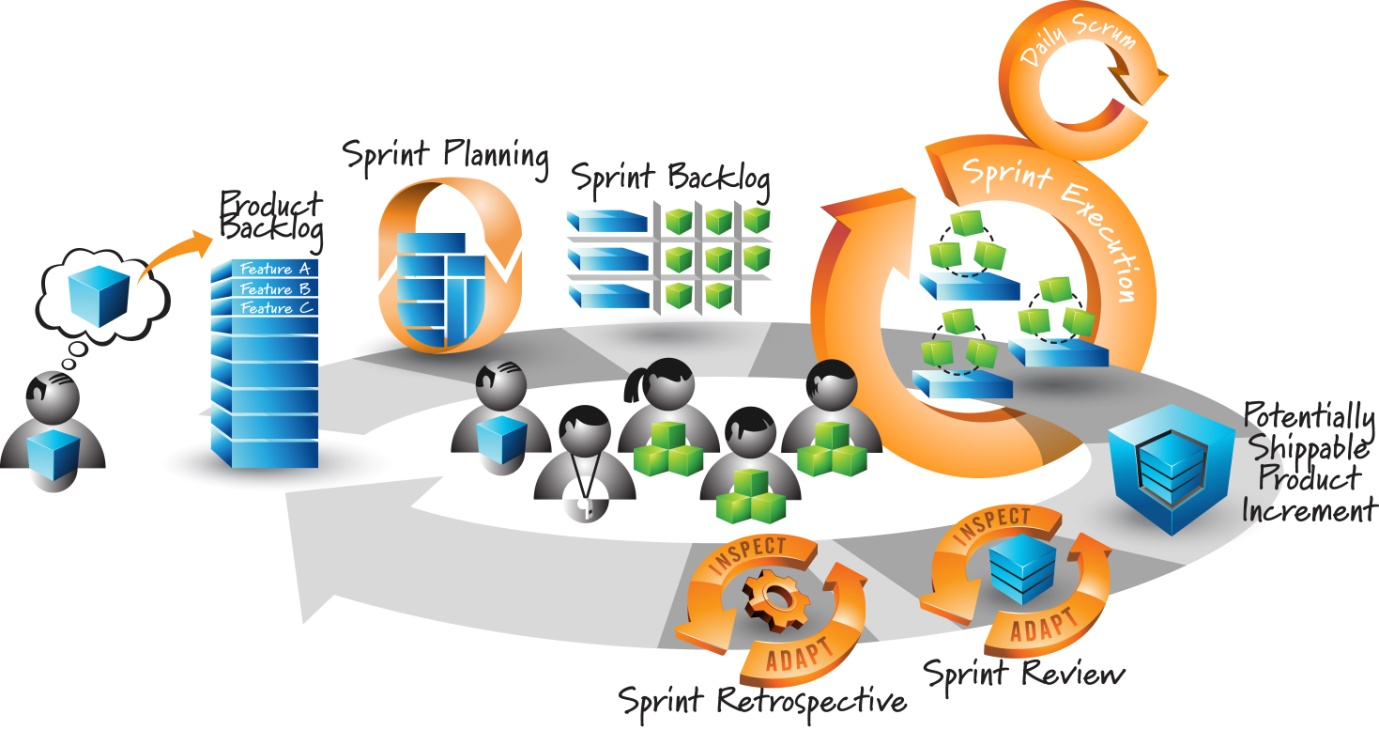 Daily Scrum
Sprint Planning
Sprint Backlog
Sprint Execution
Product
Backlog
Feature A
Feature B
Feature C
Potentially
Shippable
Product
Increment
INSPECT
ADAPT
Sprint Review
INSPECT
ADAPT
Sprint Retrospective